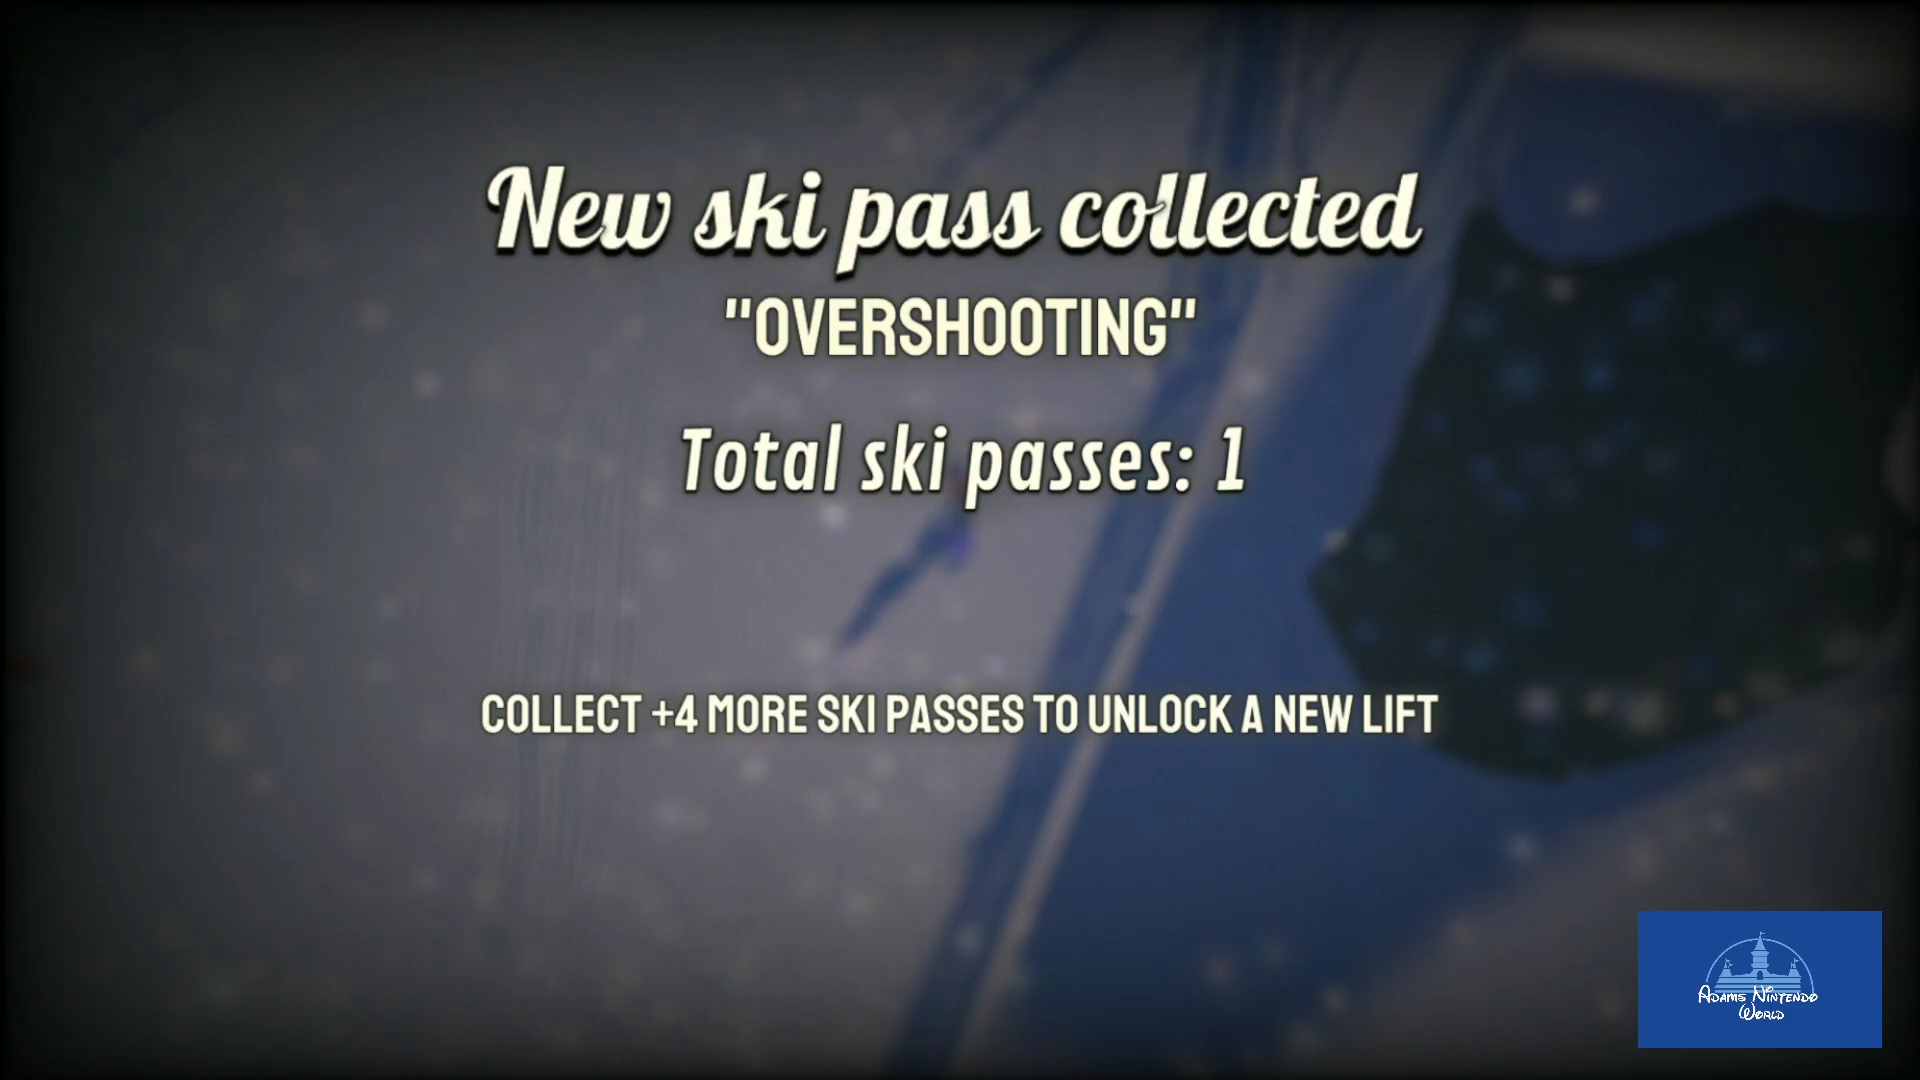 New ski pass collected
"OVERSHOOTING"
Total ski passes: 1
COLLECT +4 MORE SKI PASSES TO UNLOCK A NEW LIFT
ADAMS NINTENDO
WORLD